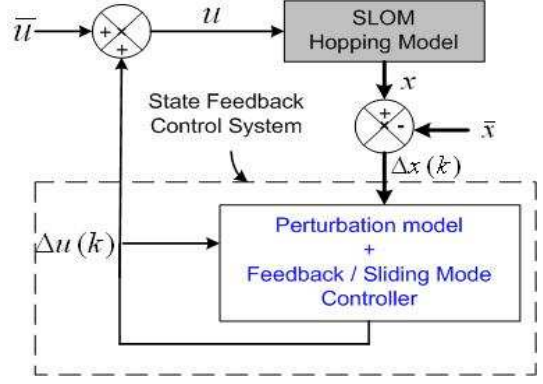 u̅
+
+
u
SLOM
Hopping Model
x
+
-
x̅
State Feedback
Control System
Δx(k)
Δu(k)
Perturbation model
+
Feedback / Sliding Mode
Controller